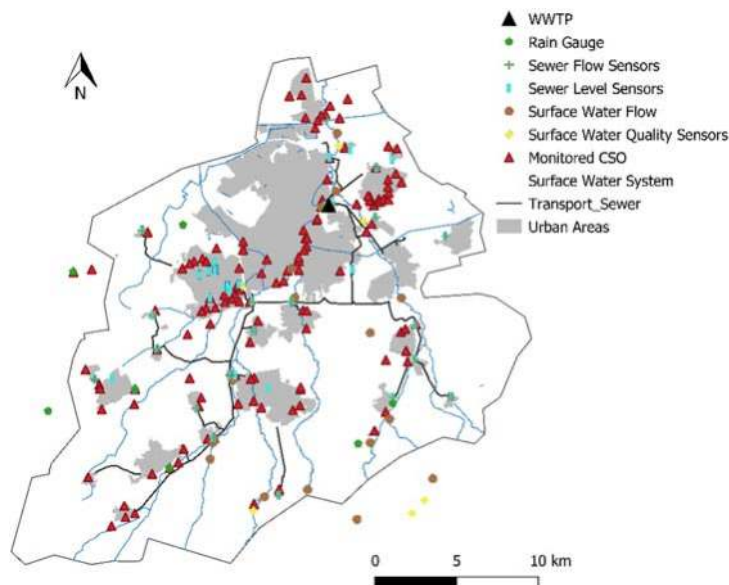 WWTP
Rain Gauge
Sewer Flow Sensors
Sewer Level Sensors
Surface Water Flow
Surface Water Quality Sensors
Monitored CSO
Surface Water System
Transport_Sewer
Urban Areas
N
0 5 10 km